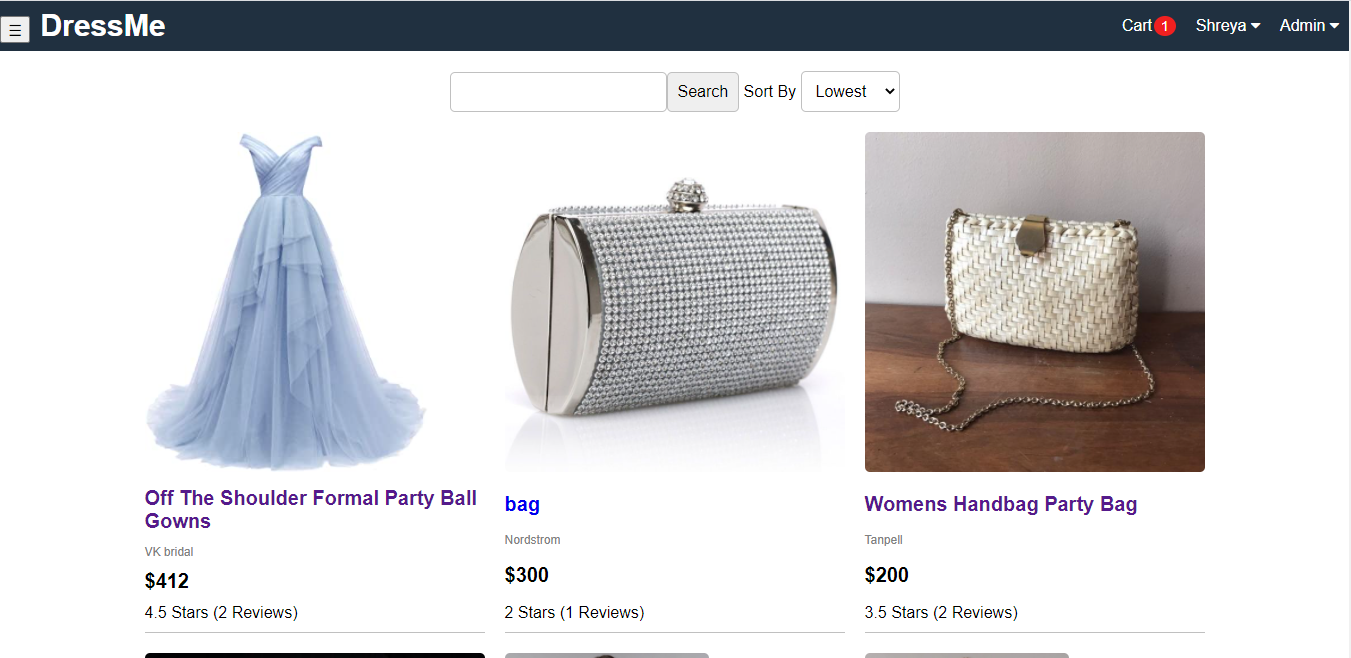 ☰ DressMe Cart 1 Shreya Admin
Search Sort By Lowest
Off The Shoulder Formal Party Ball
Gowns
VK bridal
$412
4.5 Stars (2 Reviews)
bag
Nordstrom
$300
2 Stars (1 Reviews)
Womens Handbag Party Bag
Tanpell
$200
3.5 Stars (2 Reviews)